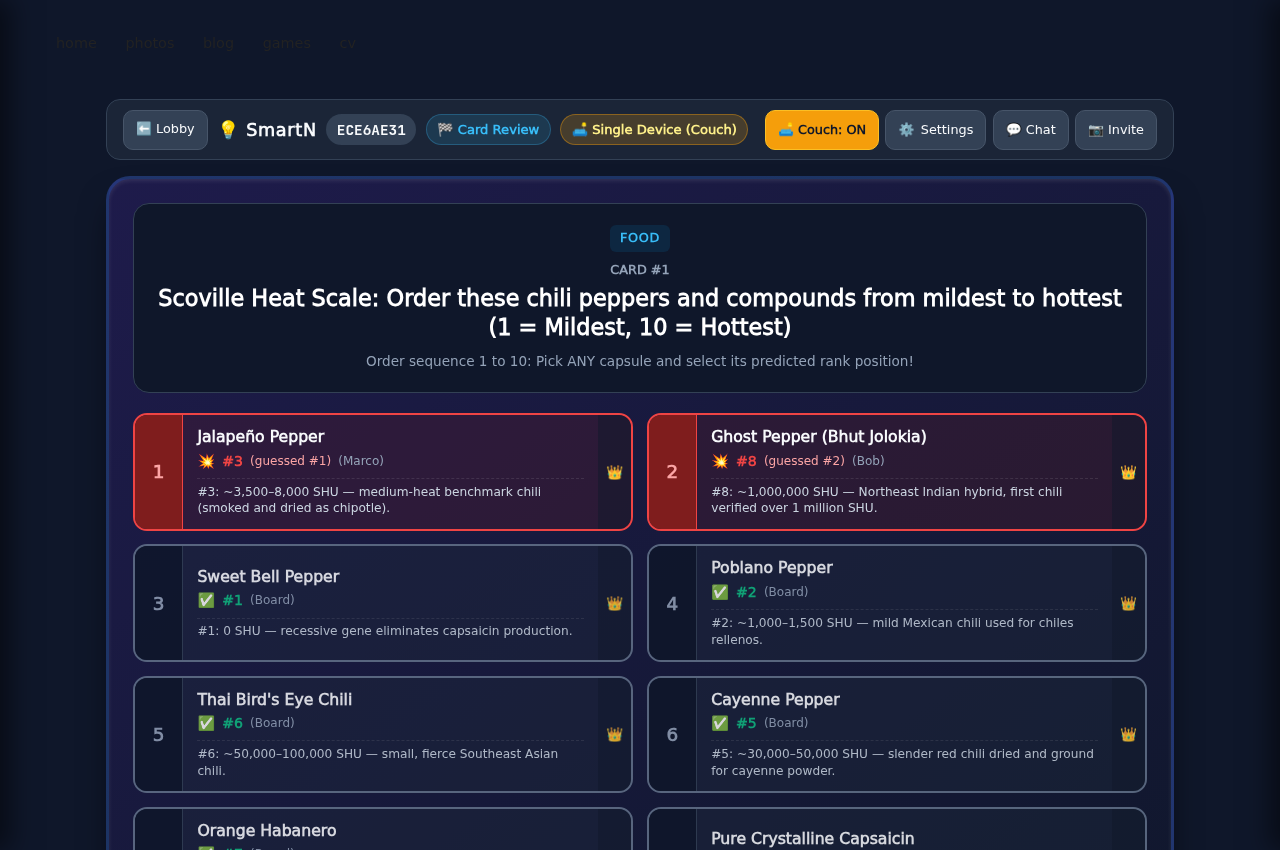 home photos blog games cv
Lobby SmartN ECE6AE31 Card Review Single Device (Couch) Couch: ON Settings Chat Invite
FOOD
CARD #1
Scoville Heat Scale: Order these chili peppers and compounds from mildest to hottest
(1 = Mildest, 10 = Hottest)
Order sequence 1 to 10: Pick ANY capsule and select its predicted rank position!
1
Jalapeño Pepper
#3 (guessed #1) (Marco)
#3: ~3,500–8,000 SHU — medium-heat benchmark chili
(smoked and dried as chipotle).
2
Ghost Pepper (Bhut Jolokia)
#8 (guessed #2) (Bob)
#8: ~1,000,000 SHU — Northeast Indian hybrid, first chili
verified over 1 million SHU.
3
Sweet Bell Pepper
#1 (Board)
#1: 0 SHU — recessive gene eliminates capsaicin production.
4
Poblano Pepper
#2 (Board)
#2: ~1,000–1,500 SHU — mild Mexican chili used for chiles
rellenos.
5
Thai Bird's Eye Chili
#6 (Board)
#6: ~50,000–100,000 SHU — small, fierce Southeast Asian
chili.
6
Cayenne Pepper
#5 (Board)
#5: ~30,000–50,000 SHU — slender red chili dried and ground
for cayenne powder.
Orange Habanero
Pure Crystalline Capsaicin